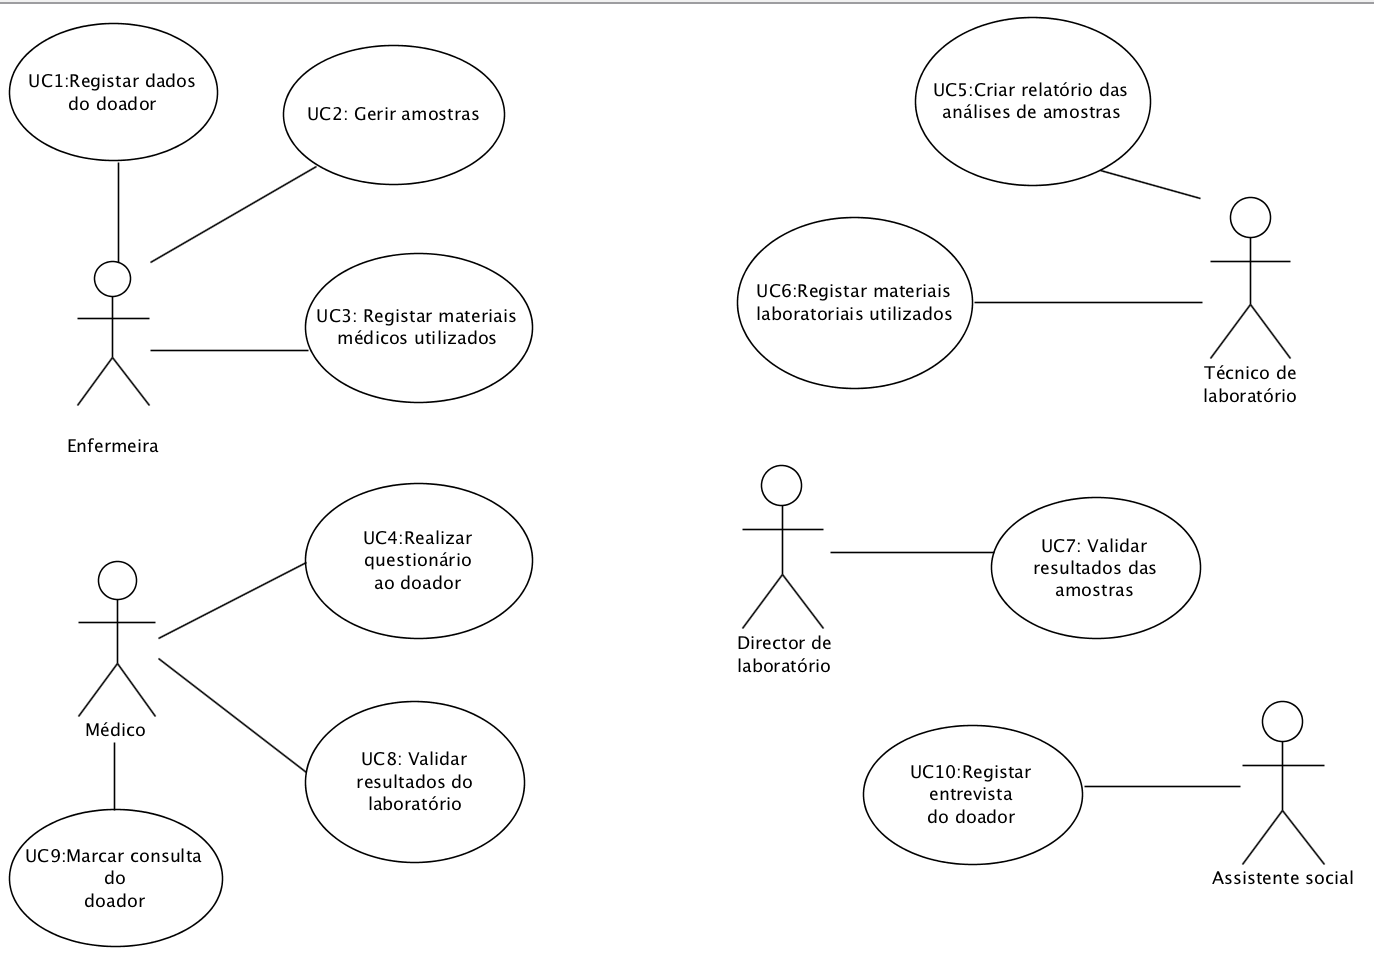 UC1:Registar dados
do doador
UC2: Gerir amostras
UC3: Registar materiais
médicos utilizados
Enfermeira
UC4:Realizar
questionário
ao doador
Médico
UC8: Validar
resultados do
laboratório
UC9:Marcar consulta
do
doador
UC5:Criar relatório das
análises de amostras
UC6:Registar materiais
laboratoriais utilizados
Técnico de
laboratório
UC7: Validar
resultados das
amostras
Director de
laboratório
UC10:Registar
entrevista
do doador
Assistente social